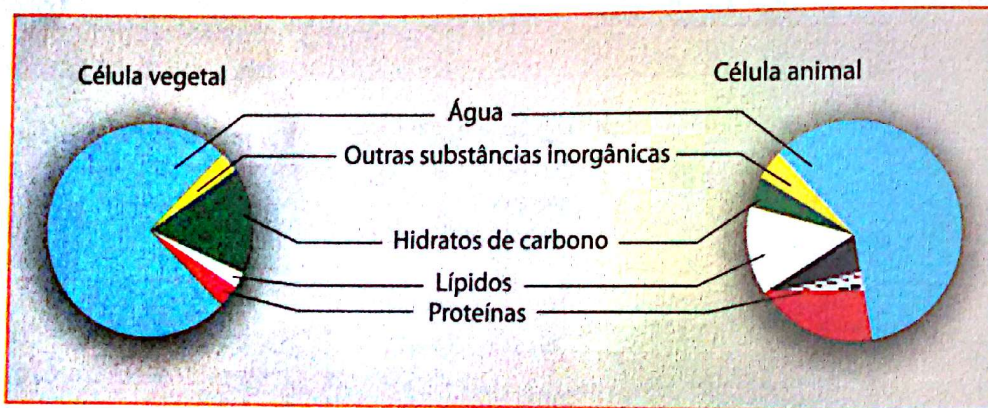 Célula vegetal
Célula animal
Água
Outras substâncias inorgânicas
Hidratos de carbono
Lípidos
Proteínas